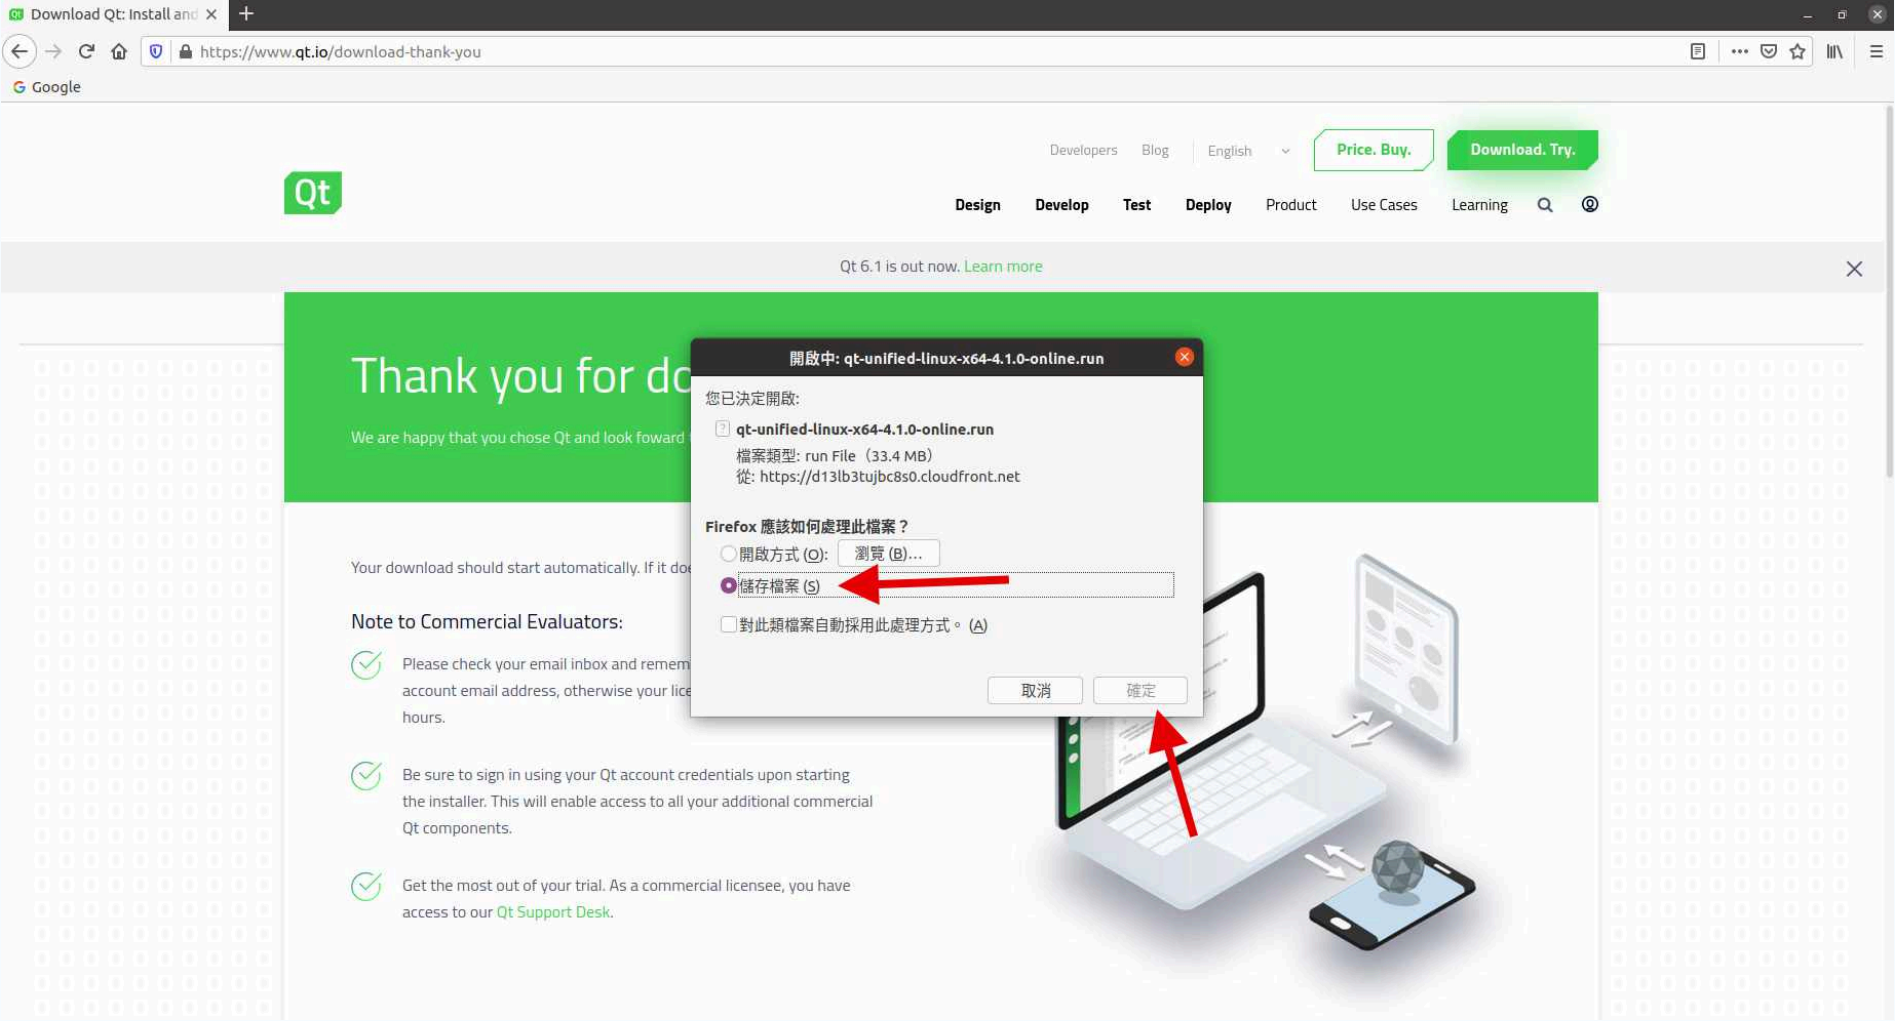 Download Qt: Install and
https://www.qt.io/download-thank-you
Google
Developers Blog English Price. Buy. Download. Try.
Qt
Design Develop Test Deploy Product Use Cases Learning
Qt 6.1 is out now. Learn more
Thank you for do
We are happy that you chose Qt and look foward
開啟中: qt-unified-linux-x64-4.1.0-online.run
您已決定開啟:
qt-unified-linux-x64-4.1.0-online.run
檔案類型: run File（33.4 MB）
從: https://d13lb3tujbc8s0.cloudfront.net
Firefox 應該如何處理此檔案？
開啟方式 (O): 瀏覽 (B)...
儲存檔案 (S)
對此類檔案自動採用此處理方式。(A)
取消 確定
Your download should start automatically. If it doe
Note to Commercial Evaluators:
Please check your email inbox and remem
account email address, otherwise your lice
hours.
Be sure to sign in using your Qt account credentials upon starting
the installer. This will enable access to all your additional commercial
Qt components.
Get the most out of your trial. As a commercial licensee, you have
access to our Qt Support Desk.